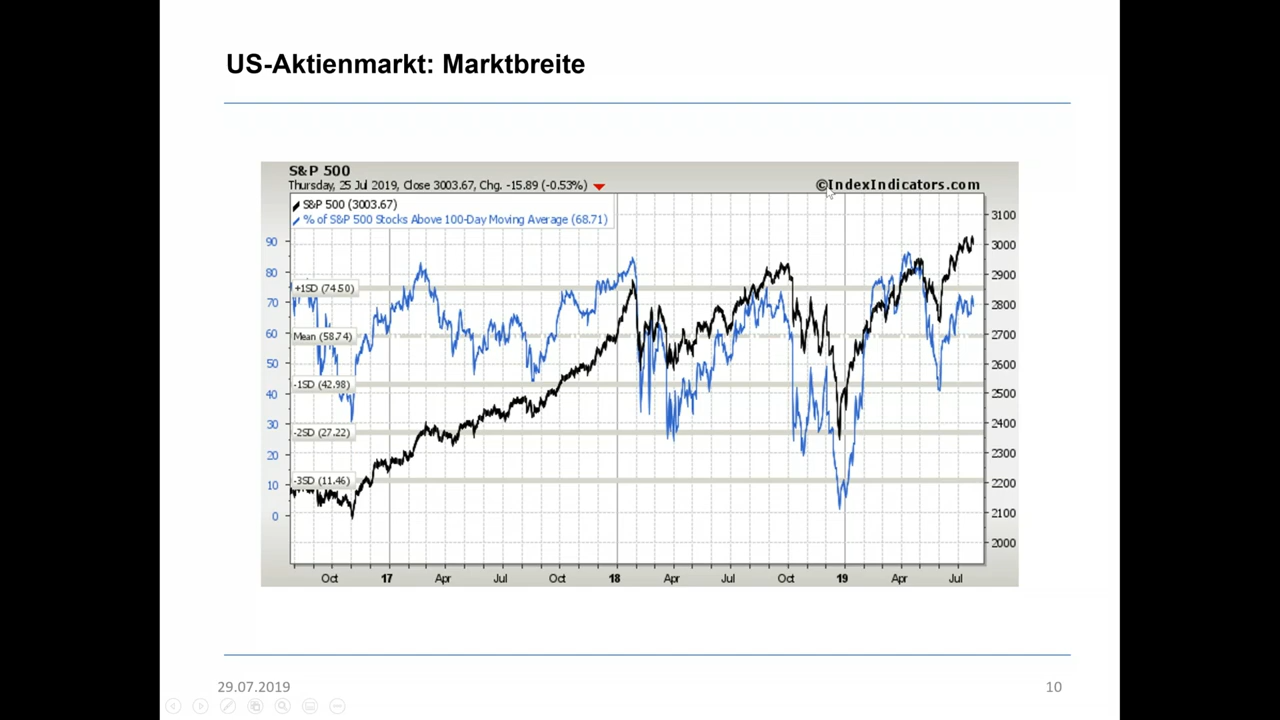 US-Aktienmarkt: Marktbreite
S&P 500
Thursday, 25 Jul 2019, Close 3003.67, Chg. -15.89 (-0.53%)
©IndexIndicators.com
S&P 500 (3003.67)
% of S&P 500 Stocks Above 100-Day Moving Average (68.71)
3100
90
3000
80
2900
+1SD (74.50)
70
2800
60
2700
Mean (58.74)
50
2600
-1SD (42.98)
40
2500
30
2400
-2SD (27.22)
20
2300
-3SD (11.46)
10
2200
0
2100
2000
Oct 17 Apr Jul Oct 18 Apr Jul Oct 19 Apr Jul
29.07.2019
10